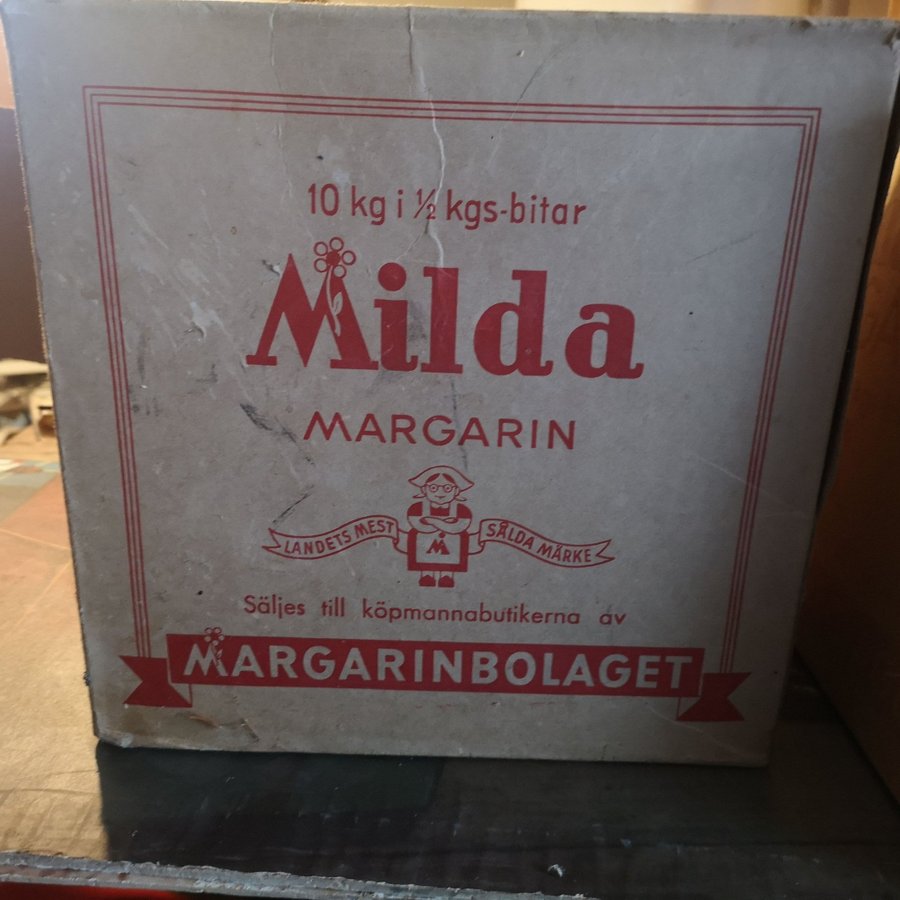 10 kg i ½ kgs-bitar
Milda
MARGARIN
LANDETS MEST SÅLDA MÄRKE
M
Säljes till köpmannabutikerna av
MARGARINBOLAGET